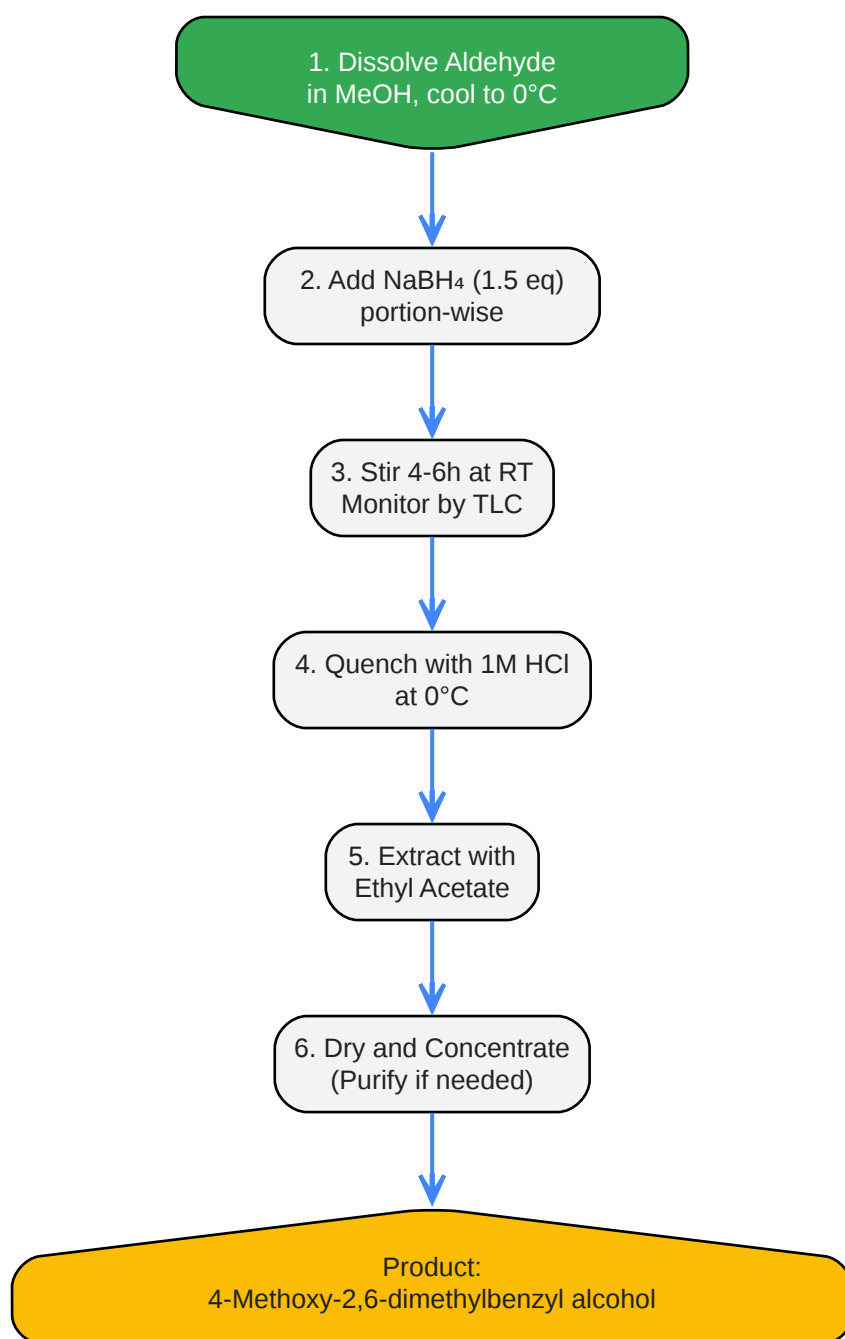 1. Dissolve Aldehyde
in MeOH, cool to 0°C
2. Add NaBH₄ (1.5 eq)
portion-wise
3. Stir 4-6h at RT
Monitor by TLC
4. Quench with 1M HCl
at 0°C
5. Extract with
Ethyl Acetate
6. Dry and Concentrate
(Purify if needed)
Product:
4-Methoxy-2,6-dimethylbenzyl alcohol